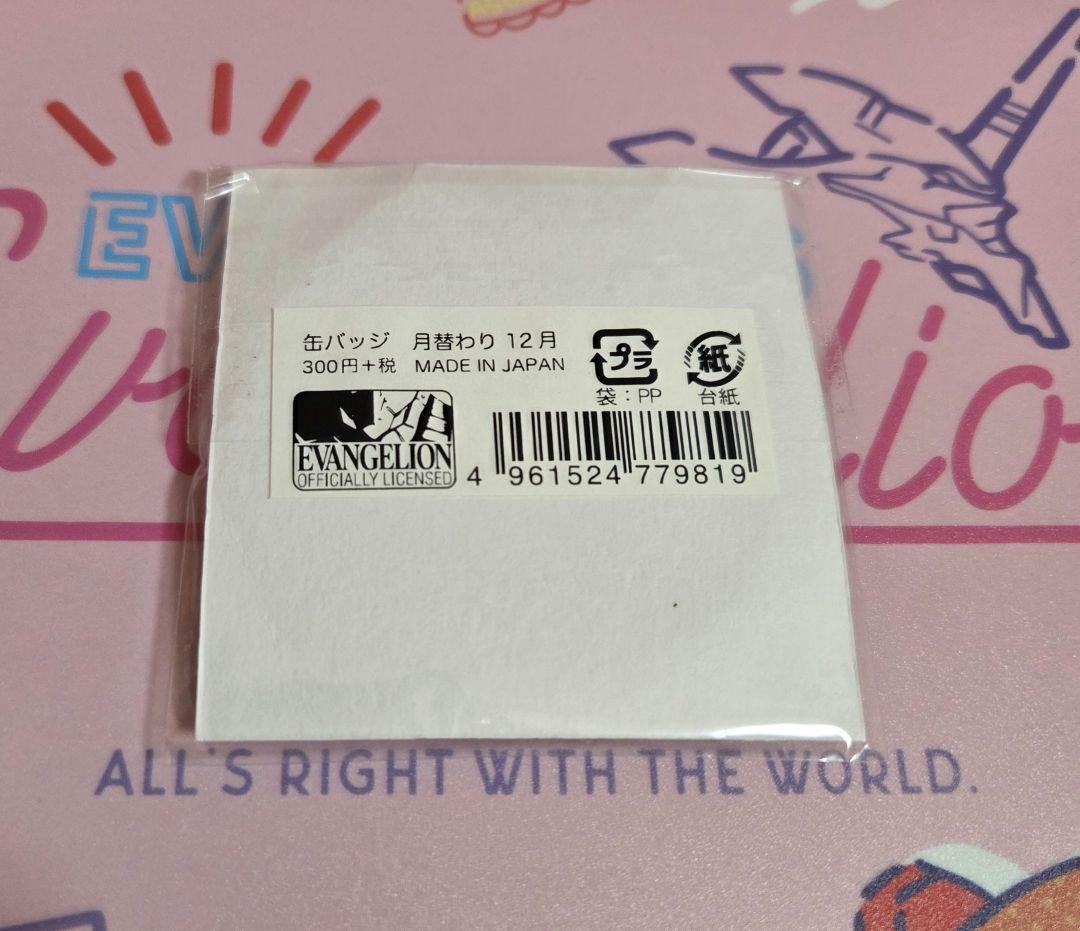 EV
缶バッジ 月替わり 12月
300円+税 MADE IN JAPAN
プラ
袋：PP
紙
台紙
EVANGELION
OFFICIALLY LICENSED
4 961524 779819
ALL'S RIGHT WITH THE WORLD.